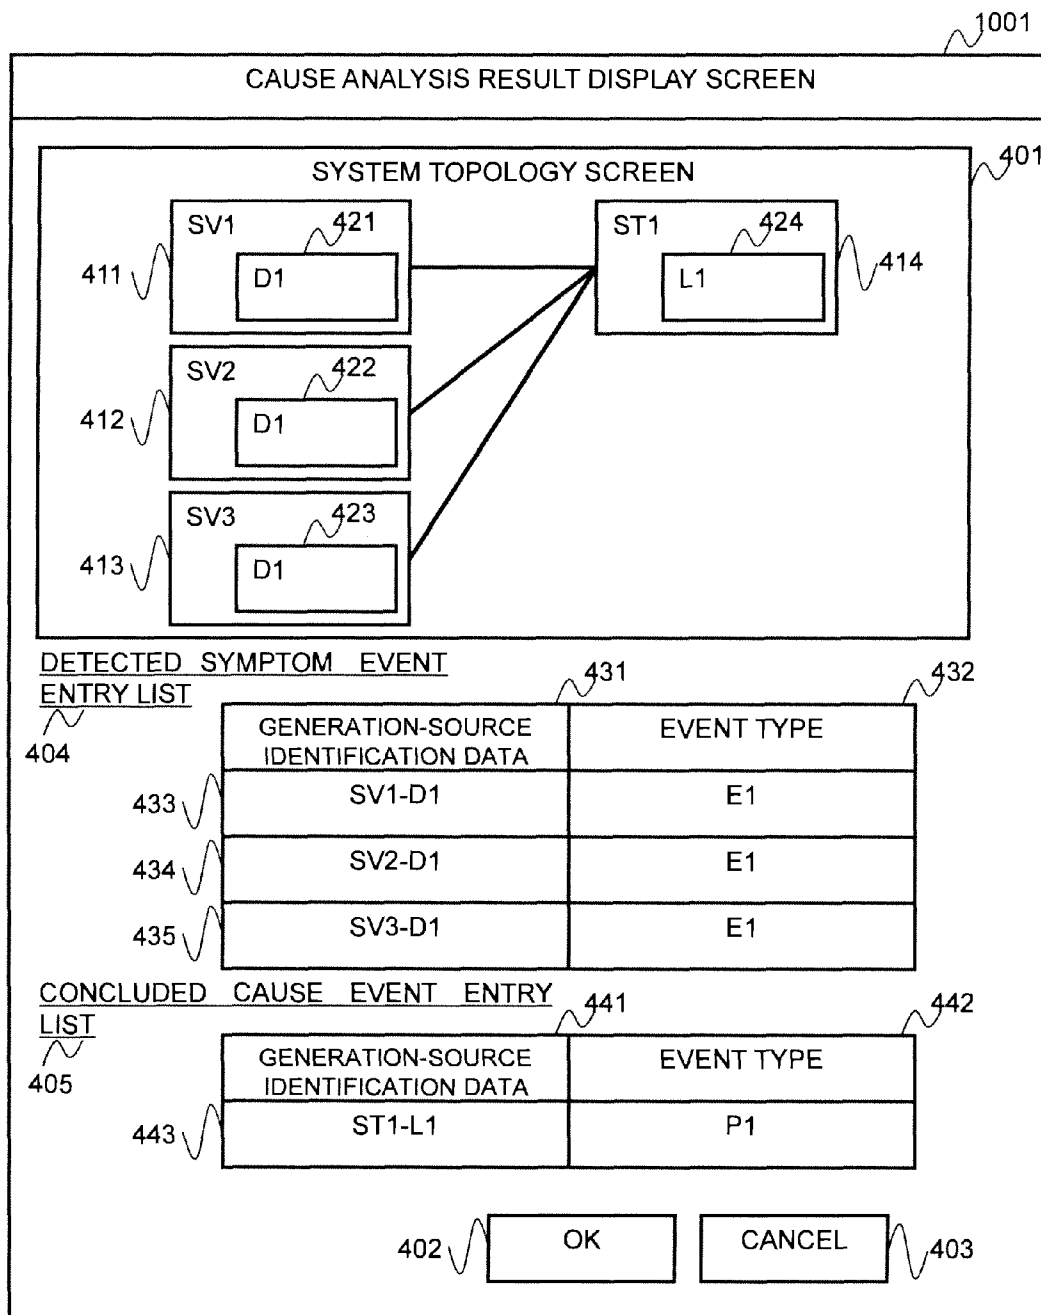 1001
CAUSE ANALYSIS RESULT DISPLAY SCREEN
401
SYSTEM TOPOLOGY SCREEN
SV1
421
D1
411
ST1
424
L1
414
SV2
422
D1
412
SV3
423
D1
413
DETECTED SYMPTOM EVENT
ENTRY LIST
404
431
432
GENERATION-SOURCE
IDENTIFICATION DATA
EVENT TYPE
433
SV1-D1
E1
434
SV2-D1
E1
435
SV3-D1
E1
CONCLUDED CAUSE EVENT ENTRY
LIST
405
441
442
GENERATION-SOURCE
IDENTIFICATION DATA
EVENT TYPE
443
ST1-L1
P1
402
OK
CANCEL
403